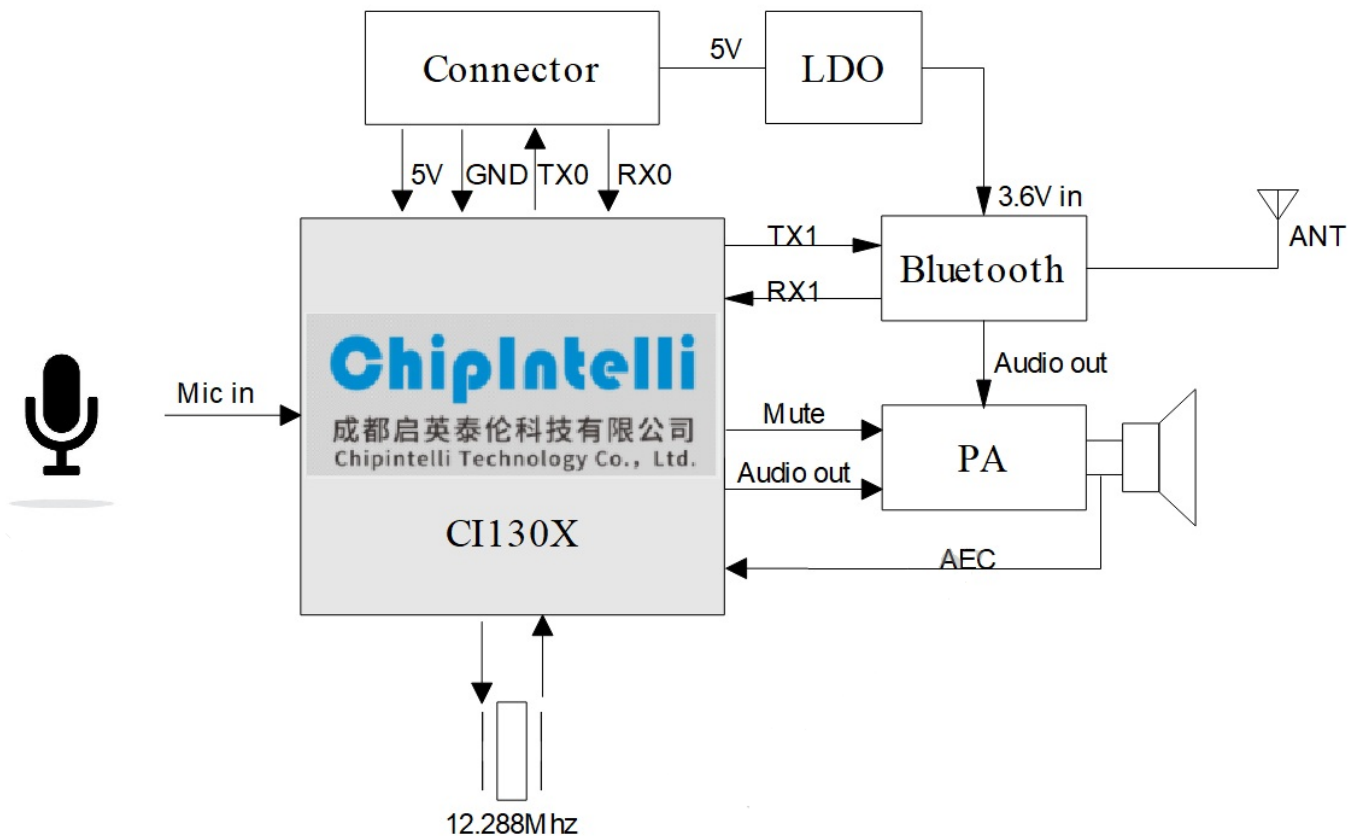 Connector
5V
LDO
5V
GND
TX0
RX0
3.6V in
TX1
Bluetooth
ANT
RX1
ChipIntelli
成都启英泰伦科技有限公司
Chipintelli Technology Co., Ltd.
Audio out
Mic in
Mute
PA
Audio out
CI130X
AEC
12.288Mhz